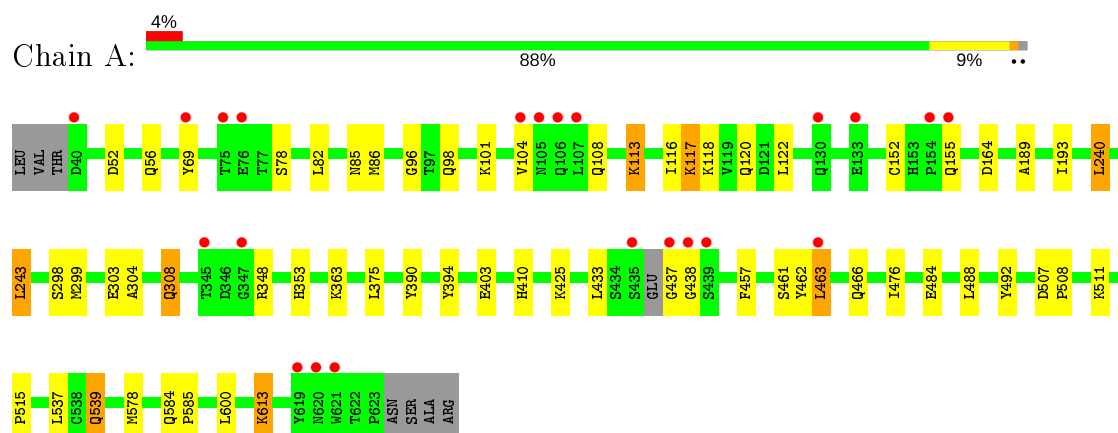 4%
Chain A:
88% 9%
LEU VAL THR D40 D52 Q56 Y69 T75 E76 T77 S78 L82 N85 M86 G96 T97 Q98 K101 V104 N105 Q106 L107 Q108 K113 I116 K117 K118 V119 Q120 D121 L122 Q130 E133 C152 H153 P154 Q155 D164 A189 I193 L240
L243 S298 M299 E303 A304 Q308 T345 D346 G347 R348 H353 K363 L375 Y390 Y394 E403 H410 K425 L433 S434 S435 GLU G437 G438 S439 F457 S461 Y462 L463 Q466 I476 E484 L488 Y492 D507 P508 K511
P515 L537 C538 Q539 M578 Q584 P585 L600 K613 Y619 N620 W621 T622 P623 ASN SER ALA ARG